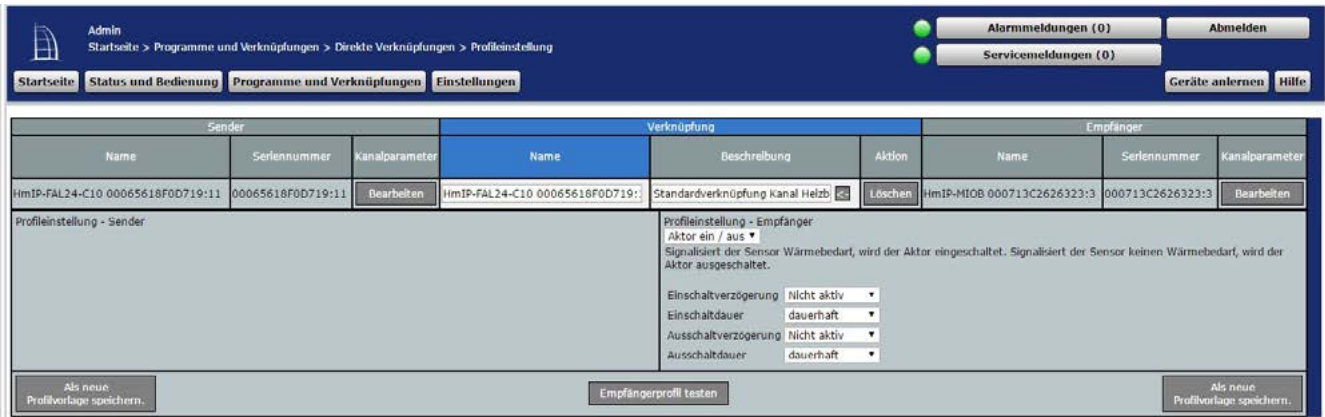 Admin
Alarmmeldungen (0)
Abmelden
Startseite > Programme und Verknüpfungen > Direkte Verknüpfungen > Profileinstellung
Servicemeldungen (0)
Startseite Status und Bedienung Programme und Verknüpfungen Einstellungen
Geräte anlernen Hilfe
Sender Verknüpfung Empfänger
Name Seriennummer Kanalparameter Name Beschreibung Aktion Name Seriennummer Kanalparameter
HmIP-FAL24-C10 00065618F0D719:11 00065618F0D719:11 Bearbeiten HmIP-FAL24-C10 00065618F0D719: Standardverknüpfung Kanal Heizb <- Löschen HmIP-MIOB 000713C2626323:3 000713C2626323:3 Bearbeiten
Profileinstellung - Sender
Profileinstellung - Empfänger
Aktor ein / aus
Signalisiert der Sensor Wärmebedarf, wird der Aktor eingeschaltet. Signalisiert der Sensor keinen Wärmebedarf, wird der
Aktor ausgeschaltet.
Einschaltverzögerung Nicht aktiv
Einschaltdauer dauerhaft
Ausschaltverzögerung Nicht aktiv
Ausschaltdauer dauerhaft
Als neue
Profilvorlage speichern.
Empfängerprofil testen
Als neue
Profilvorlage speichern.